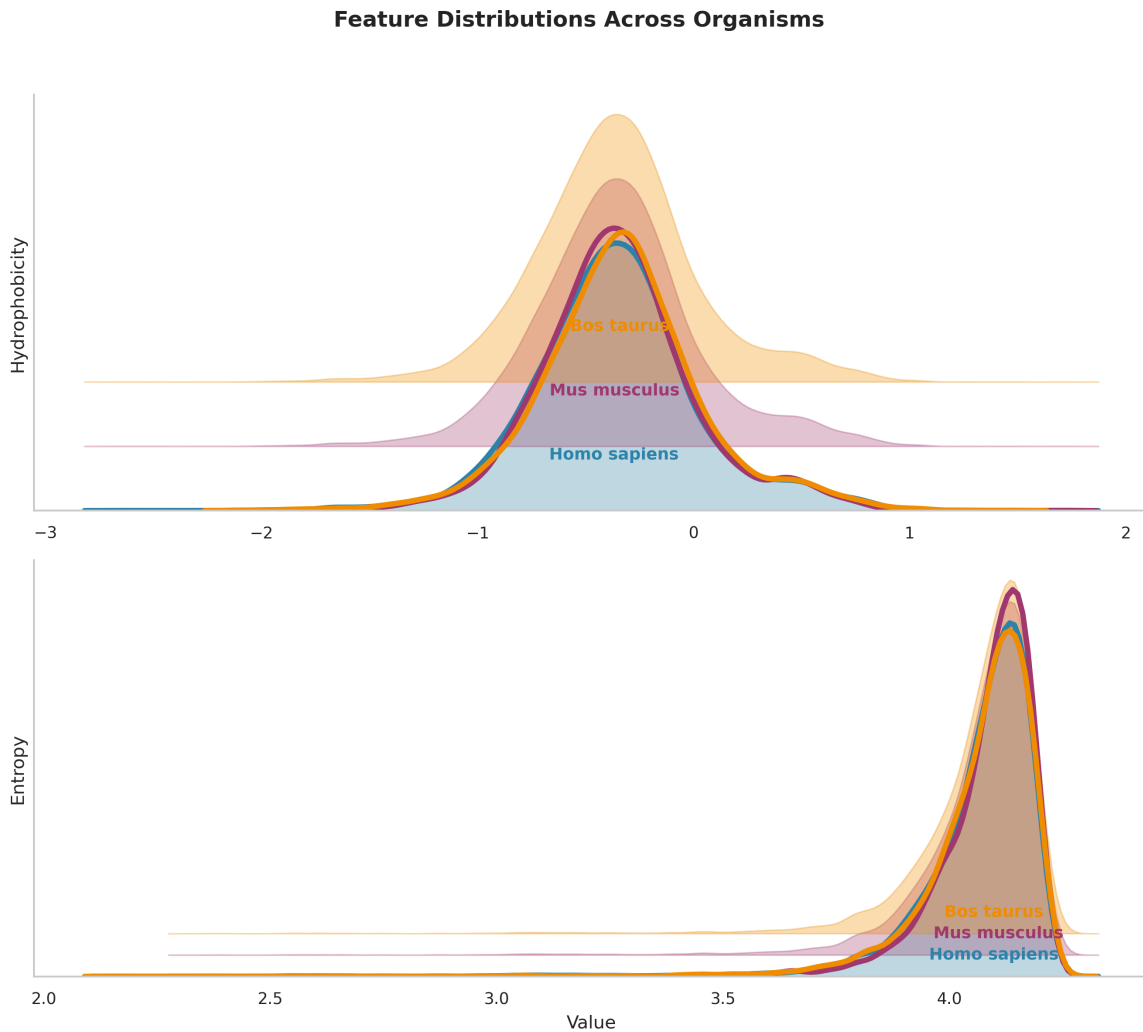 Feature Distributions Across Organisms
Hydrophobicity
Bos taurus
Mus musculus
Homo sapiens
−3 −2 −1 0 1 2
Entropy
Bos taurus
Mus musculus
Homo sapiens
2.0 2.5 3.0 3.5 4.0
Value